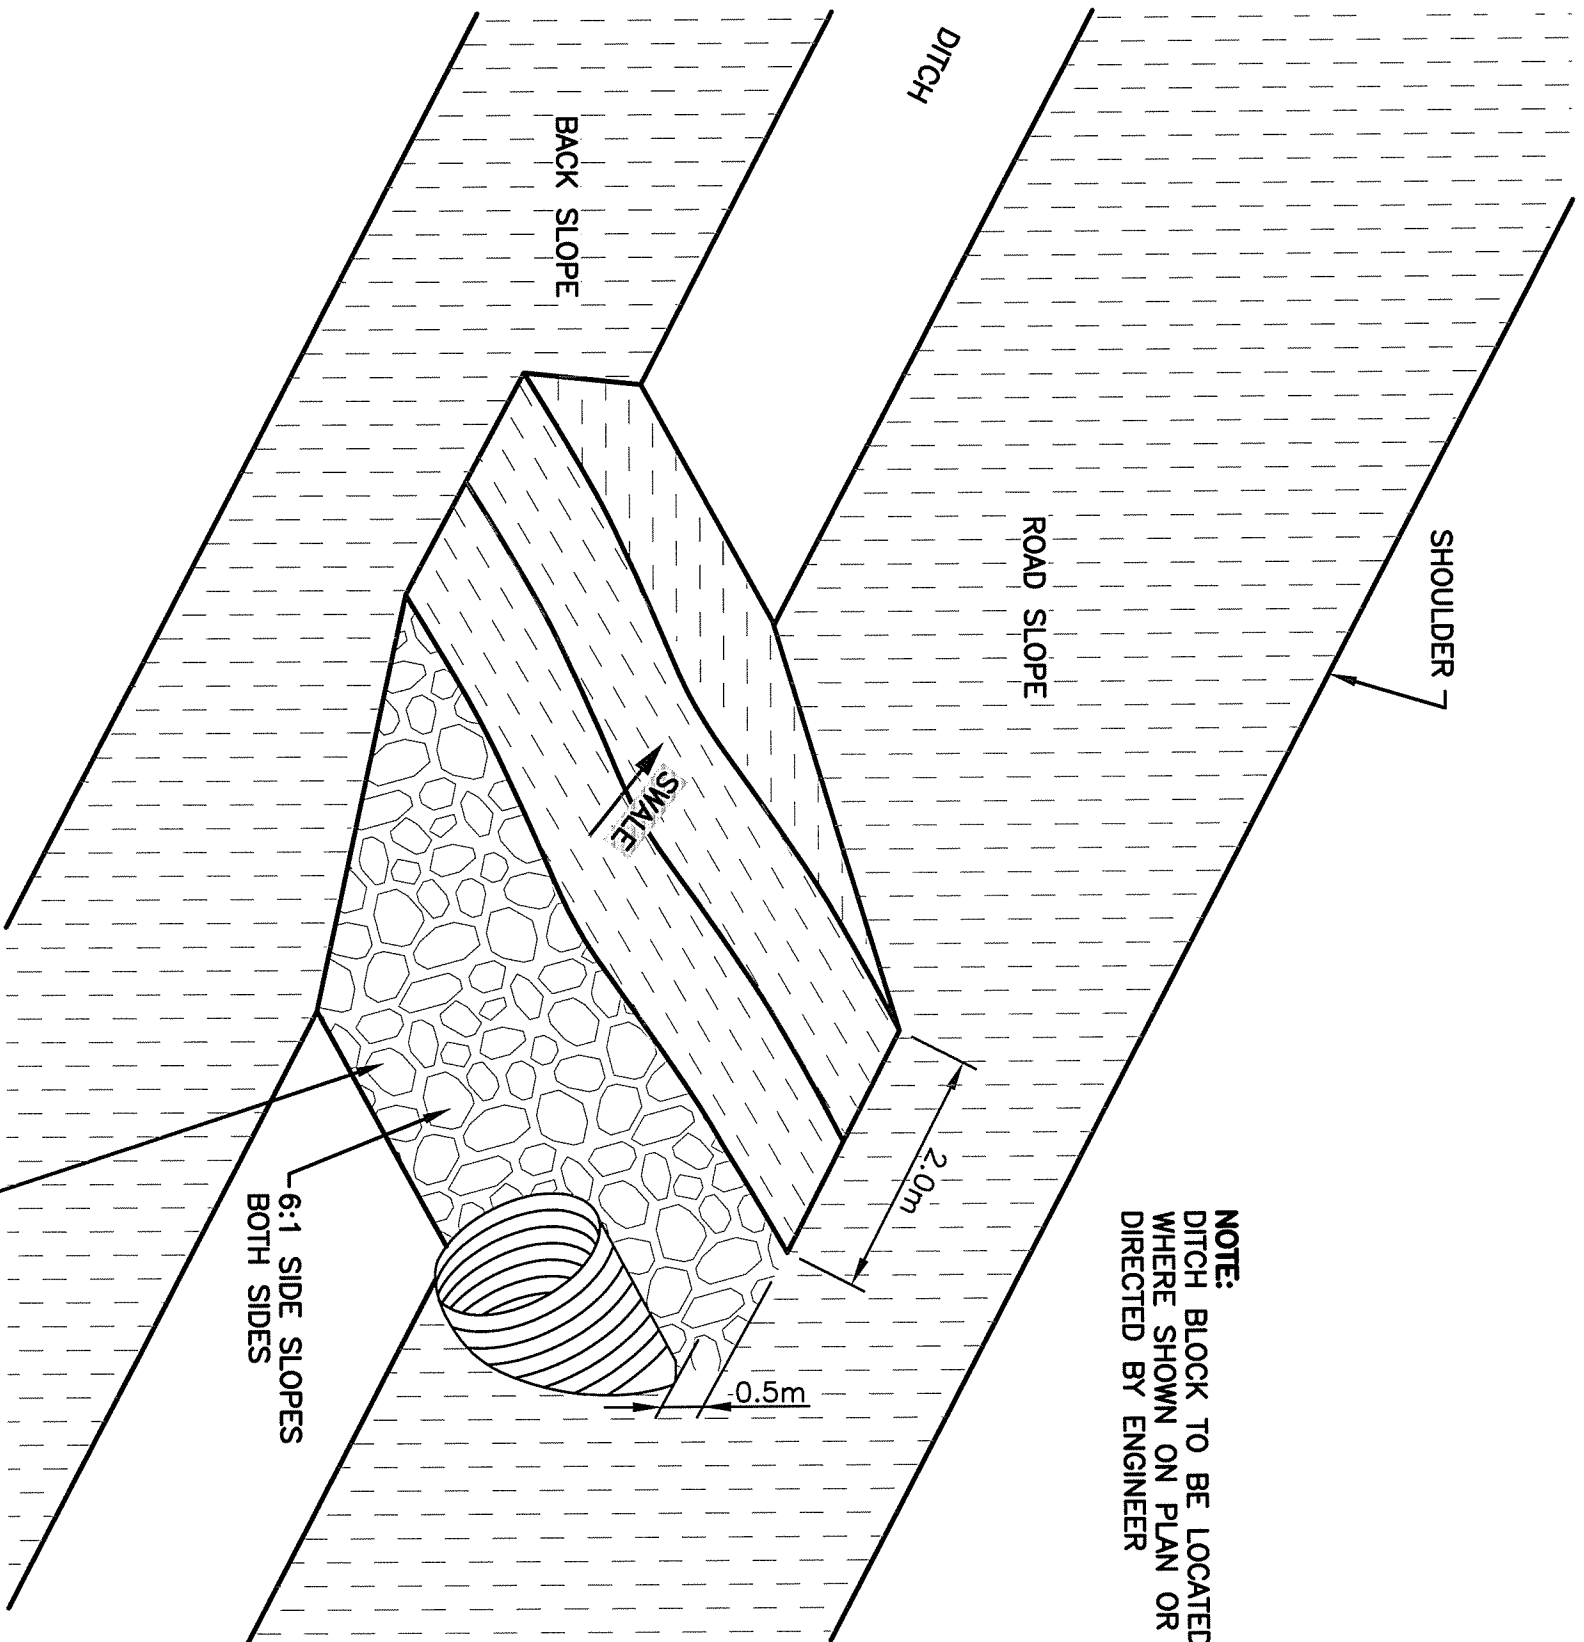 NOTE:
DITCH BLOCK TO BE LOCATED
WHERE SHOWN ON PLAN OR
DIRECTED BY ENGINEER
SHOULDER
ROAD SLOPE
DITCH
BACK SLOPE
SWALE
2.0m
0.5m
6:1 SIDE SLOPES
BOTH SIDES